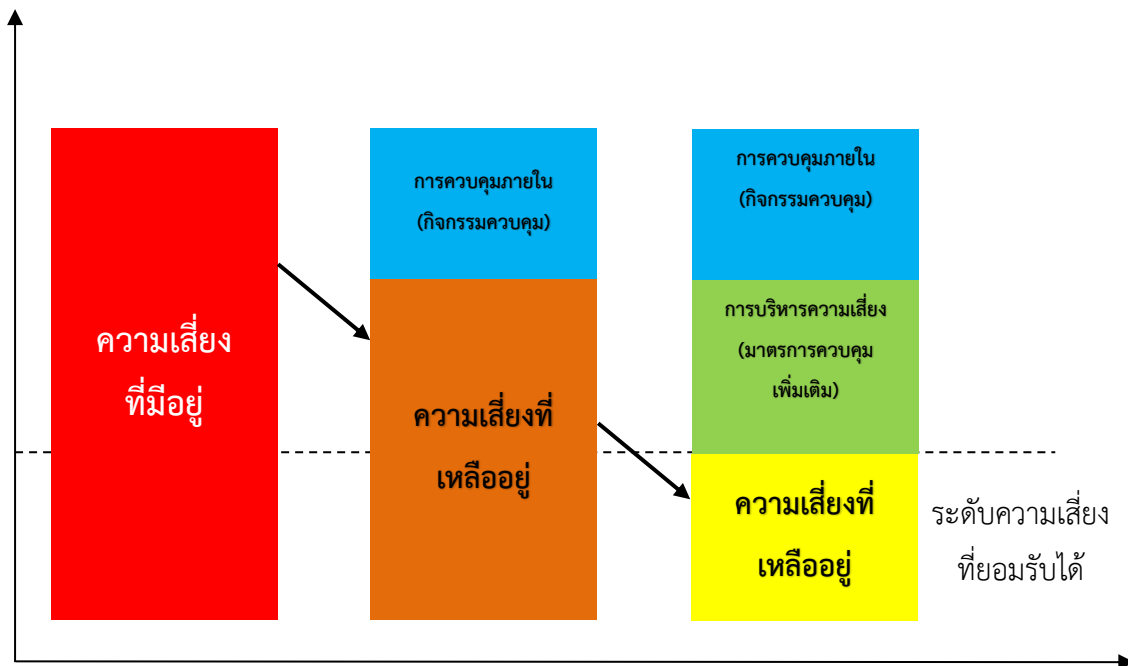 ความเสี่ยง
ที่มีอยู่
การควบคุมภายใน
(กิจกรรมควบคุม)
ความเสี่ยงที่
เหลืออยู่
การควบคุมภายใน
(กิจกรรมควบคุม)
การบริหารความเสี่ยง
(มาตรการควบคุม
เพิ่มเติม)
ความเสี่ยงที่
เหลืออยู่
ระดับความเสี่ยง
ที่ยอมรับได้